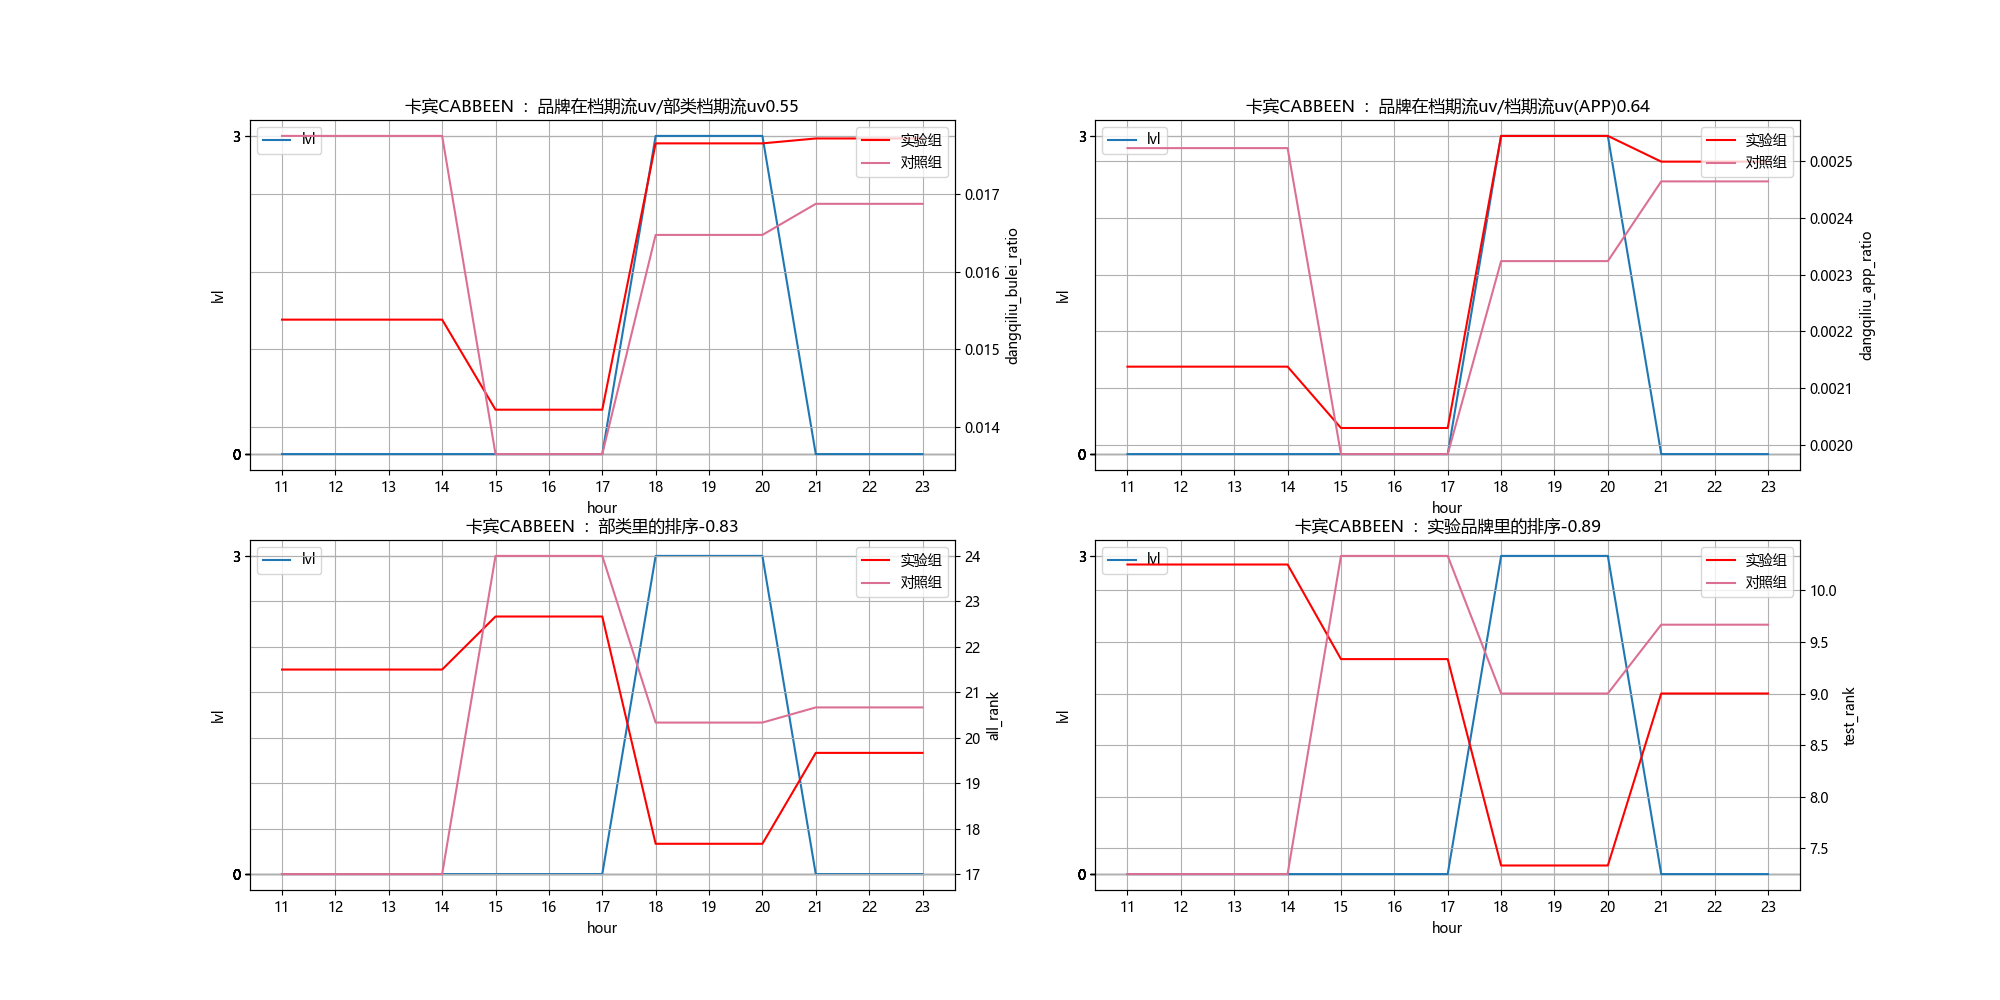 卡宾CABBEEN ： 品牌在档期流uv/部类档期流uv0.55
lvl
实验组
对照组
3
0
lvl
0.017
0.016
0.015
0.014
dangqiliu_bulei_ratio
11 12 13 14 15 16 17 18 19 20 21 22 23
hour
卡宾CABBEEN ： 品牌在档期流uv/档期流uv(APP)0.64
lvl
实验组
对照组
3
0
lvl
0.0025
0.0024
0.0023
0.0022
0.0021
0.0020
dangqiliu_app_ratio
11 12 13 14 15 16 17 18 19 20 21 22 23
hour
卡宾CABBEEN ： 部类里的排序-0.83
lvl
实验组
对照组
3
0
lvl
24
23
22
21
20
19
18
17
all_rank
11 12 13 14 15 16 17 18 19 20 21 22 23
hour
卡宾CABBEEN ： 实验品牌里的排序-0.89
lvl
实验组
对照组
3
0
lvl
10.0
9.5
9.0
8.5
8.0
7.5
test_rank
11 12 13 14 15 16 17 18 19 20 21 22 23
hour